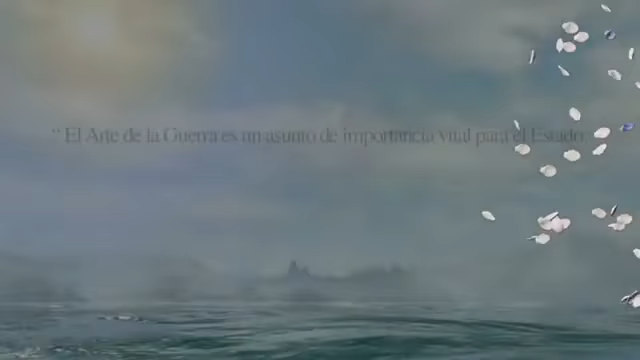 “ El Arte de la Guerra es un asunto de importancia vital para el Estado